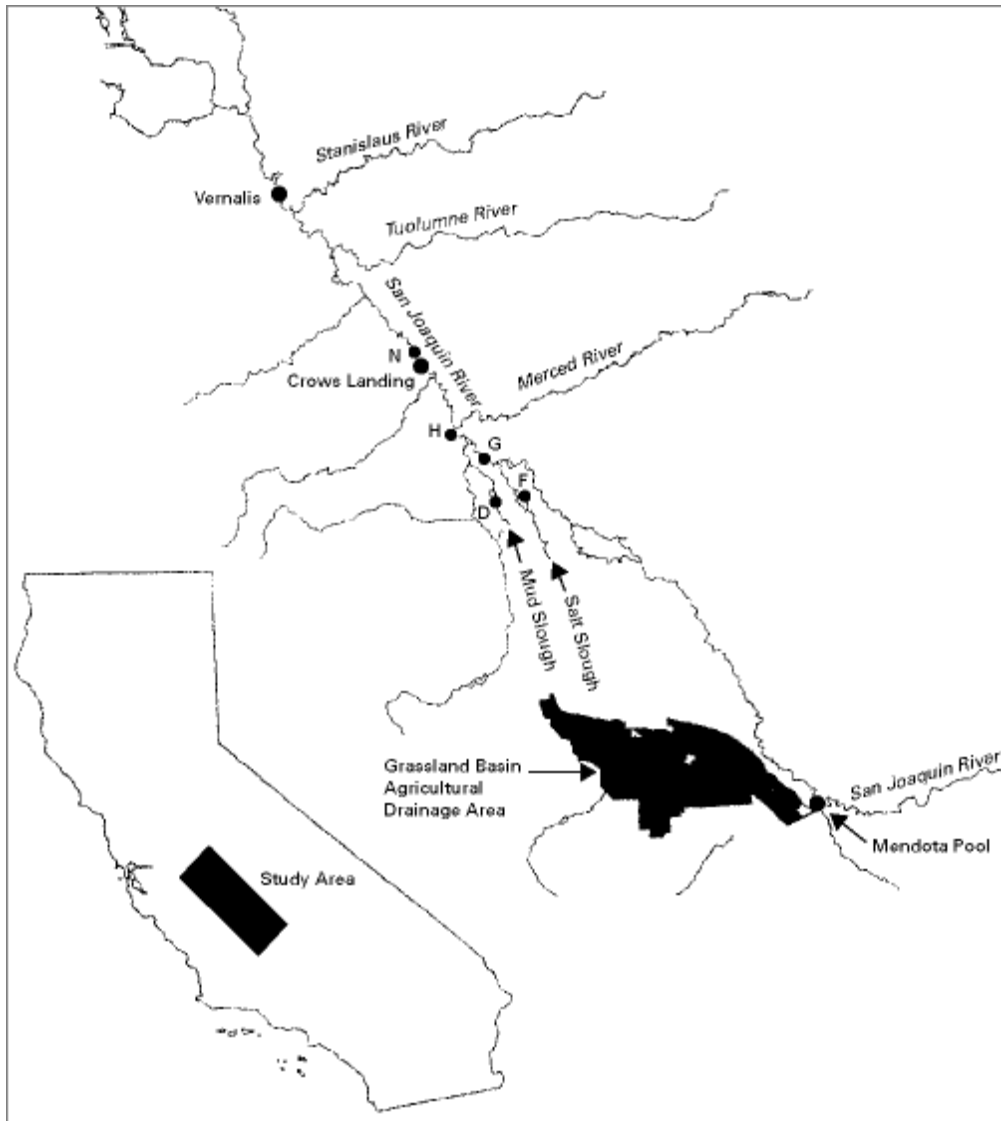 Stanislaus River
Vernalis
Tuolumne River
San Joaquin River
N
Crows Landing
Merced River
H
G
F
D
Mud Slough
Salt Slough
Grassland Basin
Agricultural
Drainage Area
San Joaquin River
Mendota Pool
Study Area